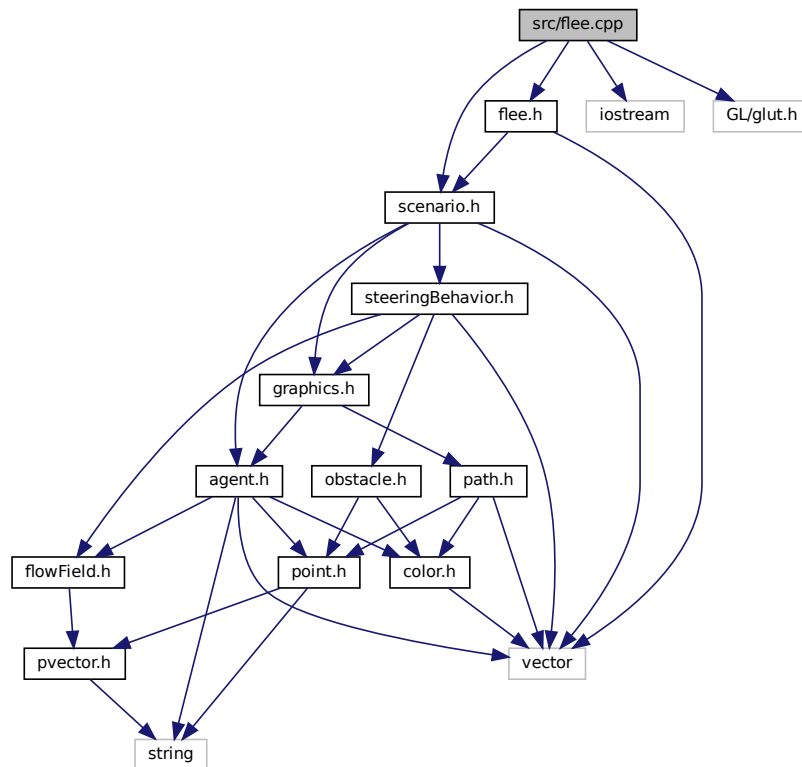 src/flee.cpp
flee.h
iostream
GL/glut.h
scenario.h
steeringBehavior.h
graphics.h
agent.h
obstacle.h
path.h
flowField.h
point.h
color.h
pvector.h
vector
string